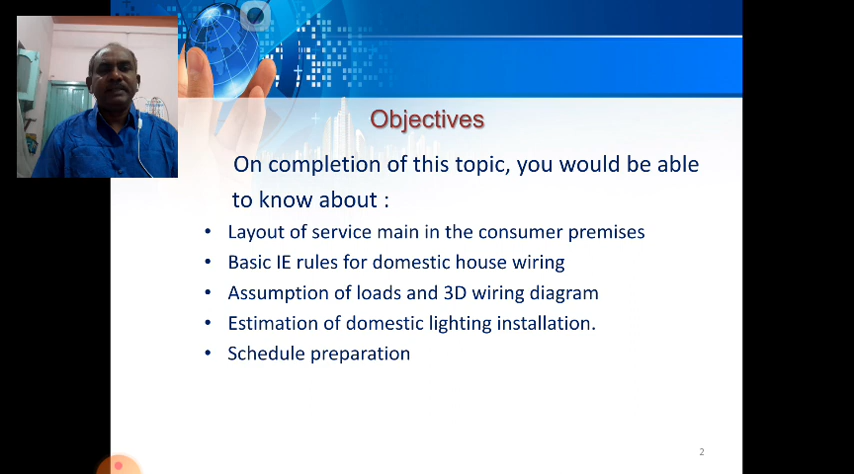 Objectives
On completion of this topic, you would be able
to know about :
• Layout of service main in the consumer premises
• Basic IE rules for domestic house wiring
• Assumption of loads and 3D wiring diagram
• Estimation of domestic lighting installation.
• Schedule preparation
2